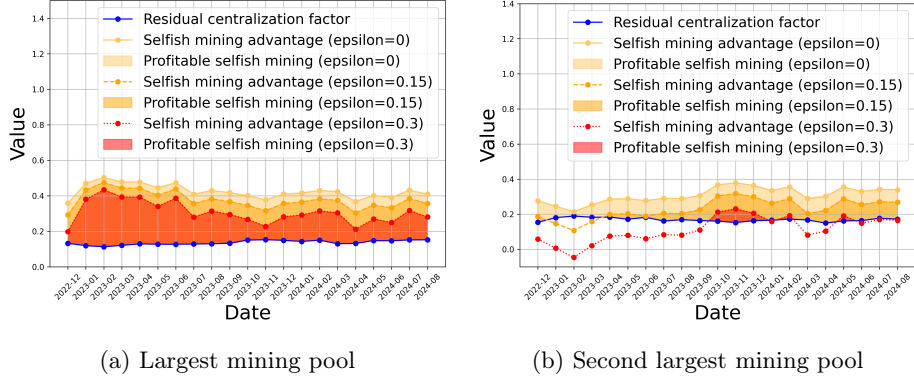 1.4
1.2
1.0
0.8
0.6
0.4
0.2
0.0
Value
Residual centralization factor
Selfish mining advantage (epsilon=0)
Profitable selfish mining (epsilon=0)
Selfish mining advantage (epsilon=0.15)
Profitable selfish mining (epsilon=0.15)
Selfish mining advantage (epsilon=0.3)
Profitable selfish mining (epsilon=0.3)
2022-12
2023-01
2023-02
2023-03
2023-04
2023-05
2023-06
2023-07
2023-08
2023-09
2023-10
2023-11
2023-12
2024-01
2024-02
2024-03
2024-04
2024-05
2024-06
2024-07
2024-08
Date
(a) Largest mining pool
1.4
1.2
1.0
0.8
0.6
0.4
0.2
0.0
Value
Residual centralization factor
Selfish mining advantage (epsilon=0)
Profitable selfish mining (epsilon=0)
Selfish mining advantage (epsilon=0.15)
Profitable selfish mining (epsilon=0.15)
Selfish mining advantage (epsilon=0.3)
Profitable selfish mining (epsilon=0.3)
2022-12
2023-01
2023-02
2023-03
2023-04
2023-05
2023-06
2023-07
2023-08
2023-09
2023-10
2023-11
2023-12
2024-01
2024-02
2024-03
2024-04
2024-05
2024-06
2024-07
2024-08
Date
(b) Second largest mining pool